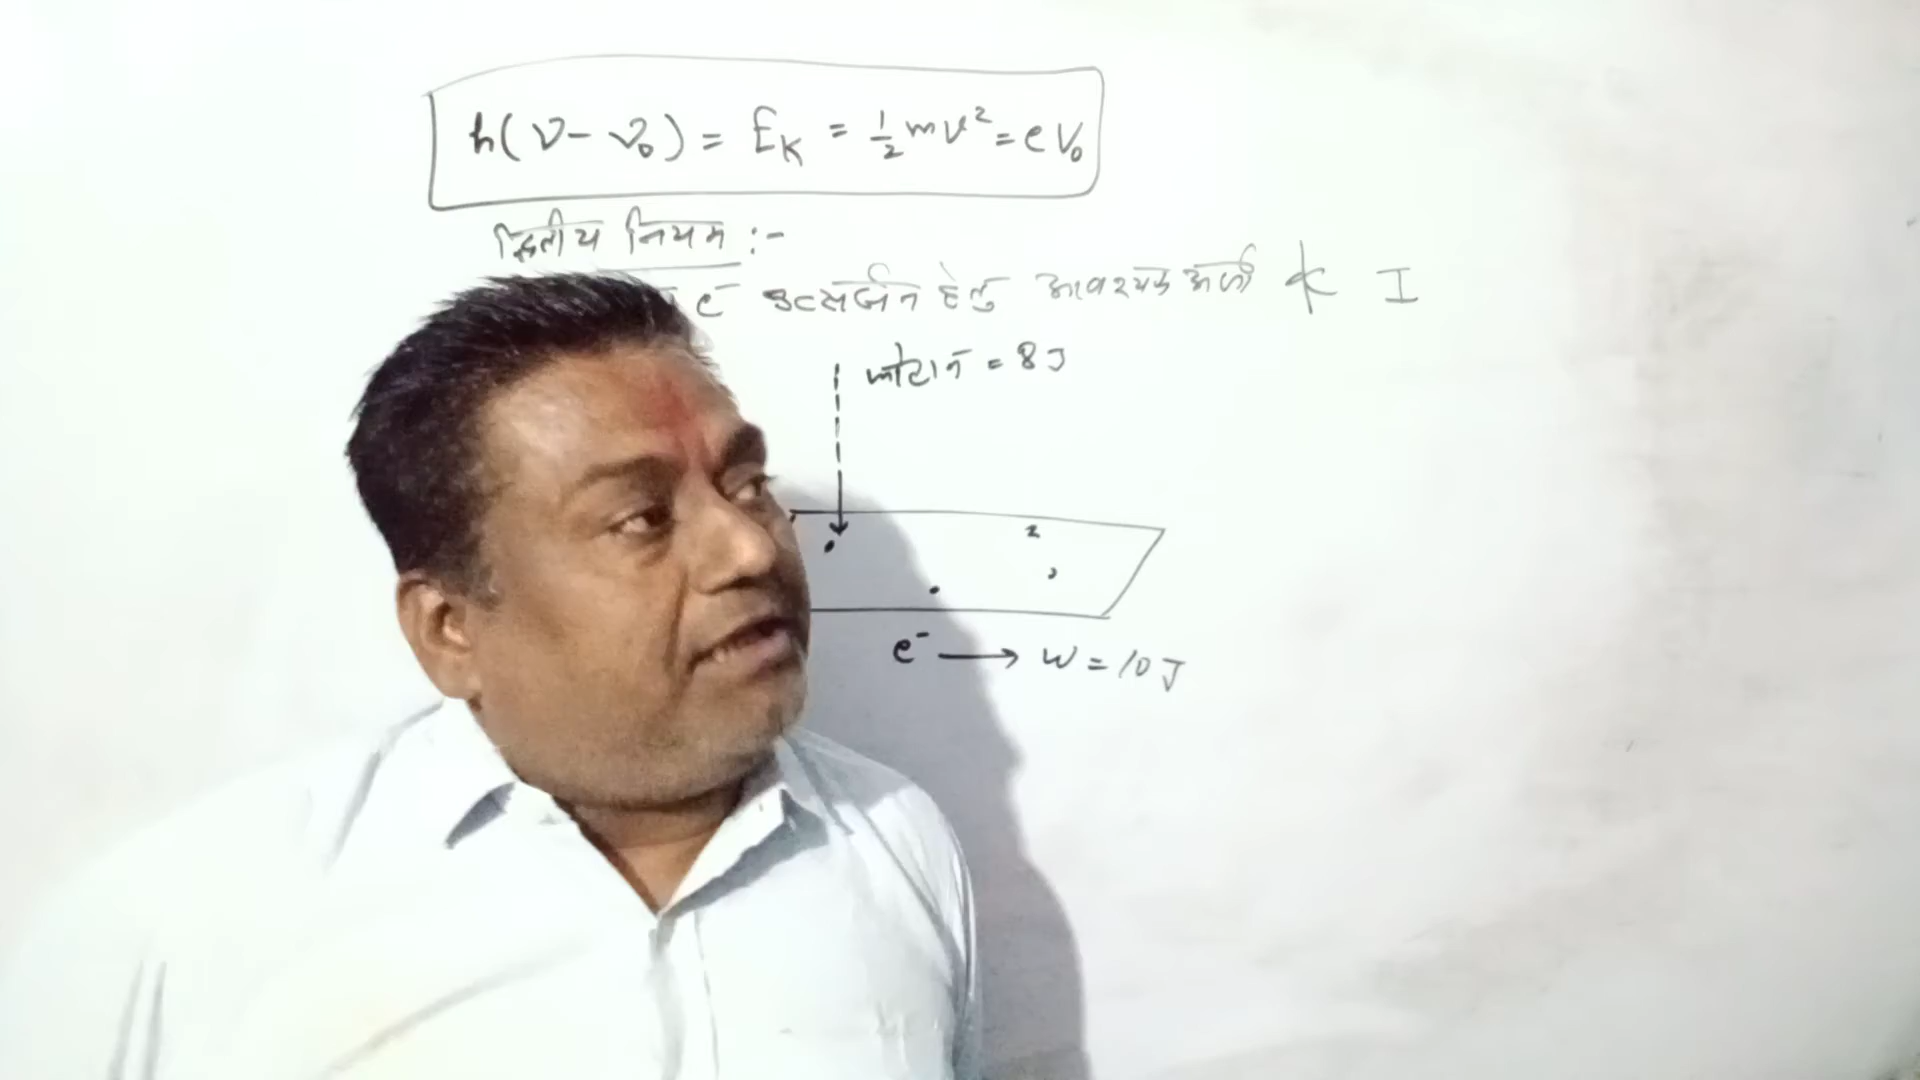 h(ν - ν₀) = E_K = ½mv² = eV₀
द्वितीय नियम :-
e⁻ उत्सर्जन हेतु आवश्यक ऊर्जा ∝̸ I
फोटोन = 8 J
e⁻ → W = 10 J